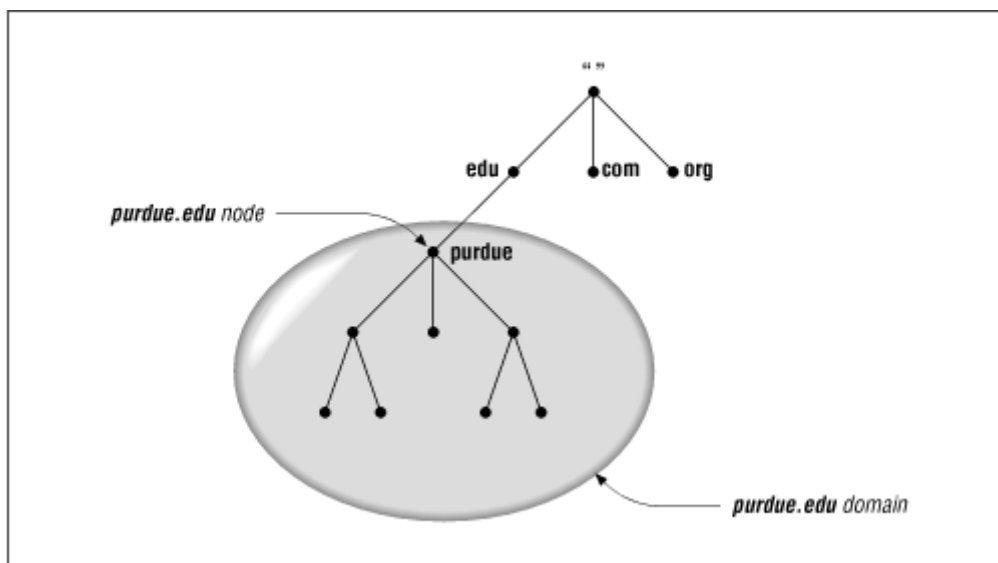 “ ”
edu com org
purdue.edu node
purdue
purdue.edu domain